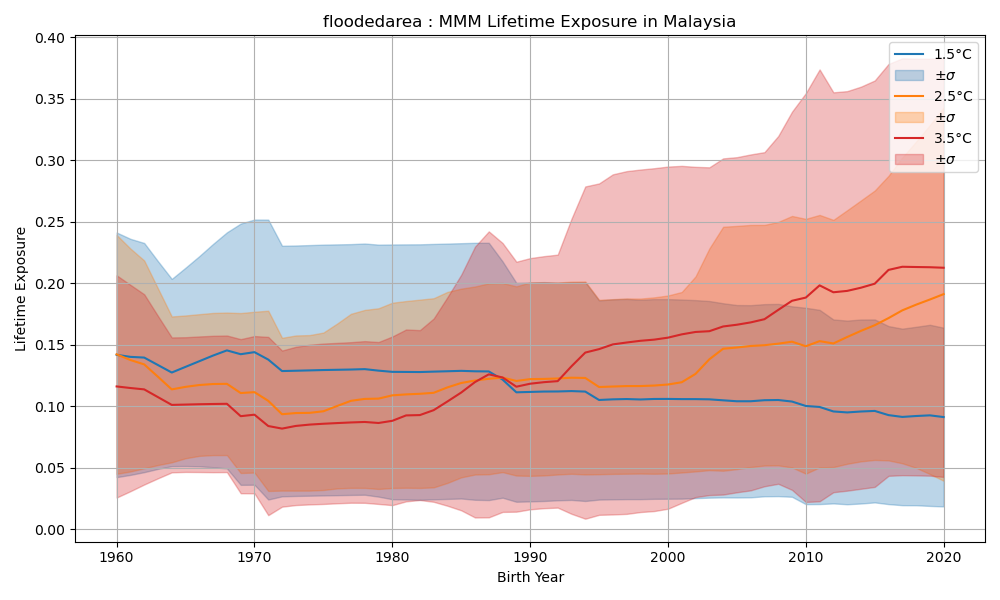 floodedarea : MMM Lifetime Exposure in Malaysia
Lifetime Exposure
0.40
0.35
0.30
0.25
0.20
0.15
0.10
0.05
0.00
1.5°C
±σ
2.5°C
±σ
3.5°C
±σ
1960 1970 1980 1990 2000 2010 2020
Birth Year